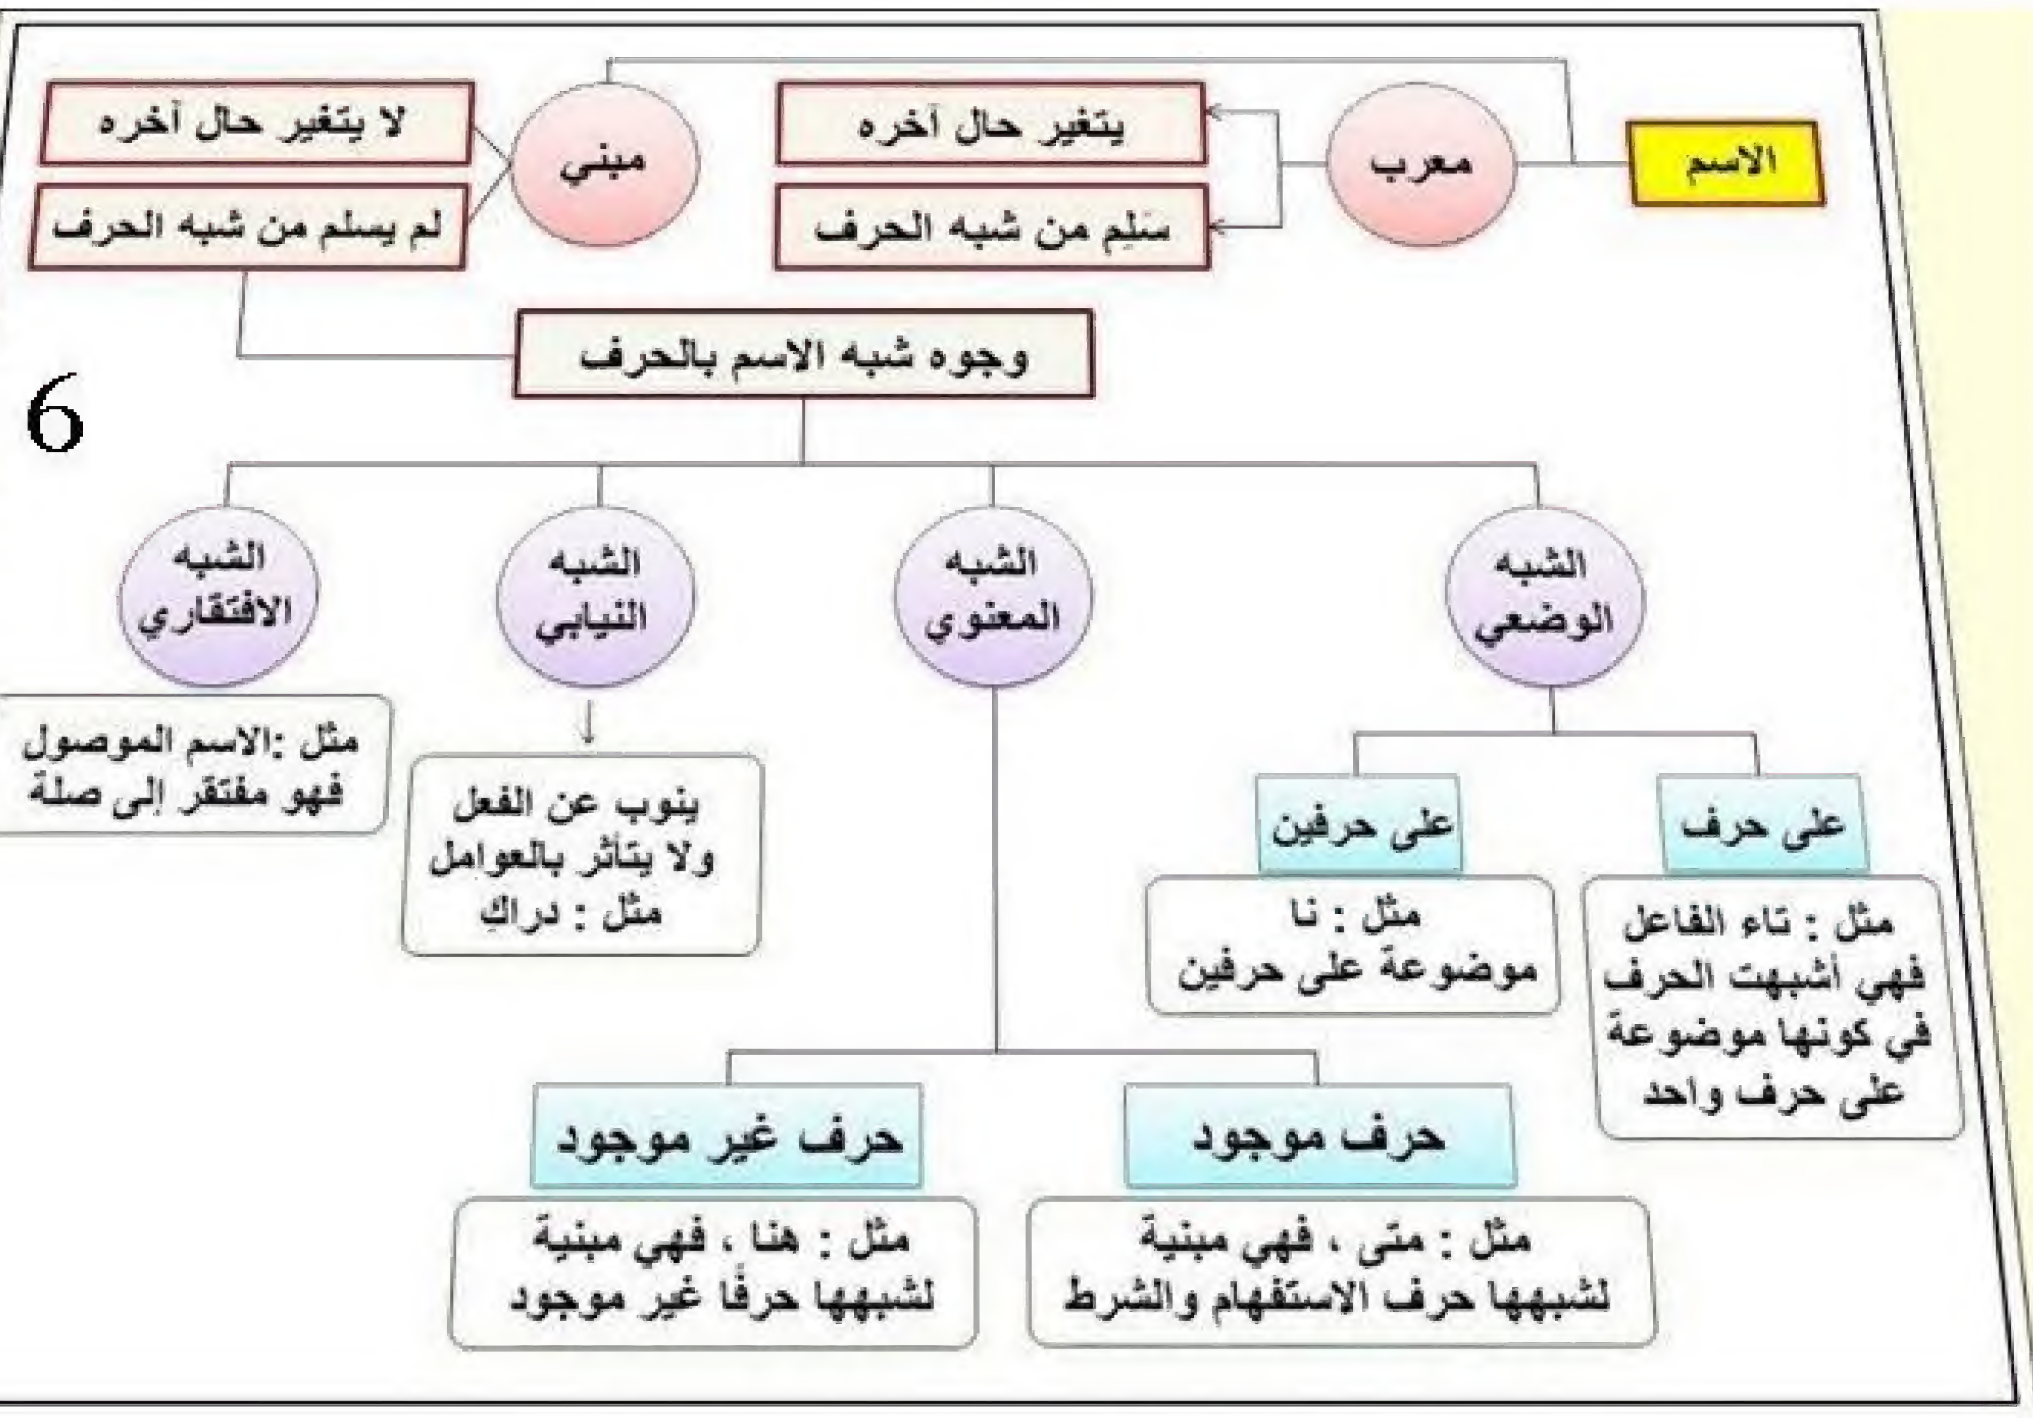 الاسم
معرب
يتغير حال آخره
سَلِم من شبه الحرف
مبني
لا يتغير حال آخره
لم يسلم من شبه الحرف
وجوه شبه الاسم بالحرف
6
الشبه
الوضعي
الشبه
المعنوي
الشبه
النيابي
الشبه
الافتقاري
على حرف
مثل : تاء الفاعل
فهي أشبهت الحرف
في كونها موضوعة
على حرف واحد
على حرفين
مثل : نا
موضوعة على حرفين
حرف موجود
مثل : متى ، فهي مبنية
لشبهها حرف الاستفهام والشرط
حرف غير موجود
مثل : هنا ، فهي مبنية
لشبهها حرفًا غير موجود
ينوب عن الفعل
ولا يتأثر بالعوامل
مثل : دراكِ
مثل :الاسم الموصول
فهو مفتقر إلى صلة